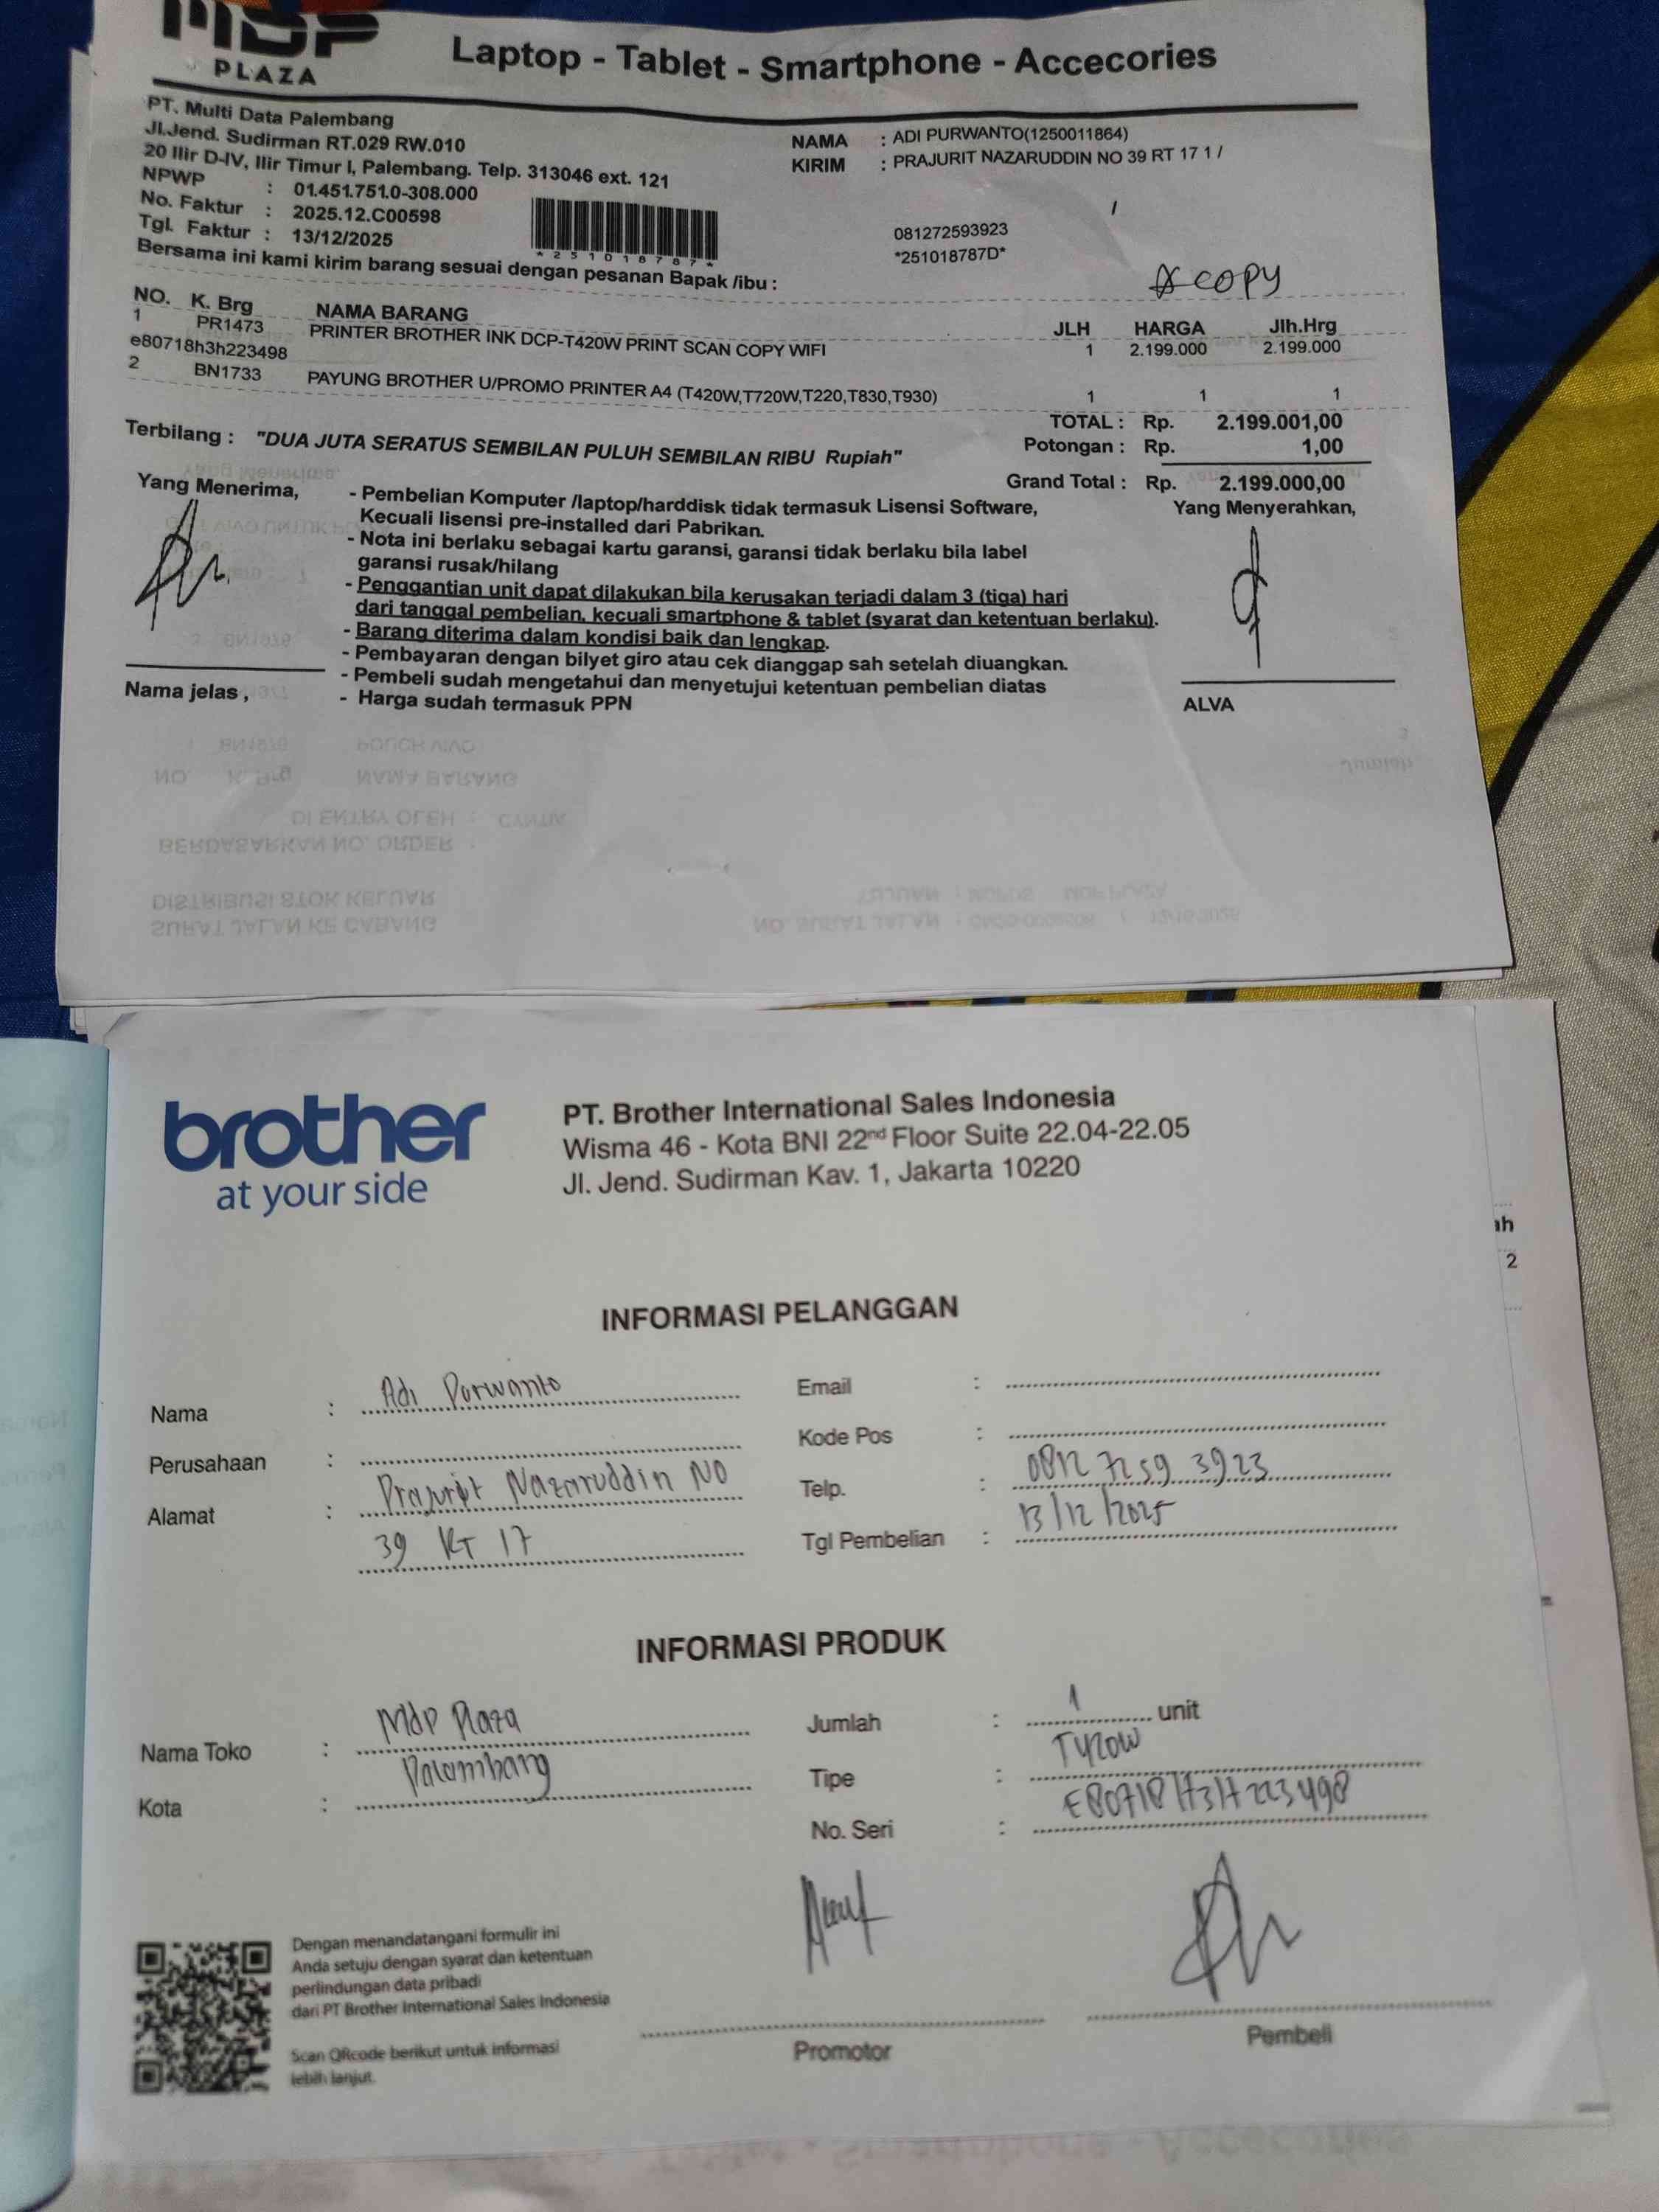 MDP
PLAZA
Laptop - Tablet - Smartphone - Accecories
PT. Multi Data Palembang
Jl.Jend. Sudirman RT.029 RW.010
20 Ilir D-IV, Ilir Timur I, Palembang. Telp. 313046 ext. 121
NPWP : 01.451.751.0-308.000
No. Faktur : 2025.12.C00598
Tgl. Faktur : 13/12/2025
NAMA : ADI PURWANTO(1250011864)
KIRIM : PRAJURIT NAZARUDDIN NO 39 RT 17 1 /
/
081272593923
*251018787D*
*251018787*
Bersama ini kami kirim barang sesuai dengan pesanan Bapak /ibu :
copy
NO. K. Brg NAMA BARANG JLH HARGA Jlh.Hrg
1 PR1473 PRINTER BROTHER INK DCP-T420W PRINT SCAN COPY WIFI 1 2.199.000 2.199.000
e80718h3h223498
2 BN1733 PAYUNG BROTHER U/PROMO PRINTER A4 (T420W,T720W,T220,T830,T930) 1 1 1
TOTAL : Rp. 2.199.001,00
Terbilang : "DUA JUTA SERATUS SEMBILAN PULUH SEMBILAN RIBU Rupiah"
Potongan : Rp. 1,00
Grand Total : Rp. 2.199.000,00
Yang Menerima,
Yang Menyerahkan,
- Pembelian Komputer /laptop/harddisk tidak termasuk Lisensi Software,
Kecuali lisensi pre-installed dari Pabrikan.
- Nota ini berlaku sebagai kartu garansi, garansi tidak berlaku bila label
garansi rusak/hilang
- Penggantian unit dapat dilakukan bila kerusakan terjadi dalam 3 (tiga) hari
dari tanggal pembelian, kecuali smartphone & tablet (syarat dan ketentuan berlaku).
- Barang diterima dalam kondisi baik dan lengkap.
- Pembayaran dengan bilyet giro atau cek dianggap sah setelah diuangkan.
- Pembeli sudah mengetahui dan menyetujui ketentuan pembelian diatas
- Harga sudah termasuk PPN
Nama jelas ,
ALVA
brother
at your side
PT. Brother International Sales Indonesia
Wisma 46 - Kota BNI 22nd Floor Suite 22.04-22.05
Jl. Jend. Sudirman Kav. 1, Jakarta 10220
ah
2
INFORMASI PELANGGAN
Nama : Adi Purwanto
Perusahaan :
Alamat : Prajurit Nazaruddin NO
39 RT 17
Email :
Kode Pos :
Telp. : 0812 7259 3923
Tgl Pembelian : 13/12/2025
INFORMASI PRODUK
Nama Toko : Mdp Plaza
Kota : Palembang
Jumlah : 1 unit
Tipe : T420W
No. Seri : E80718H3H223498
Dengan menandatangani formulir ini
Anda setuju dengan syarat dan ketentuan
perlindungan data pribadi
dari PT Brother International Sales Indonesia
Scan QRcode berikut untuk informasi
lebih lanjut.
Promotor
Pembeli